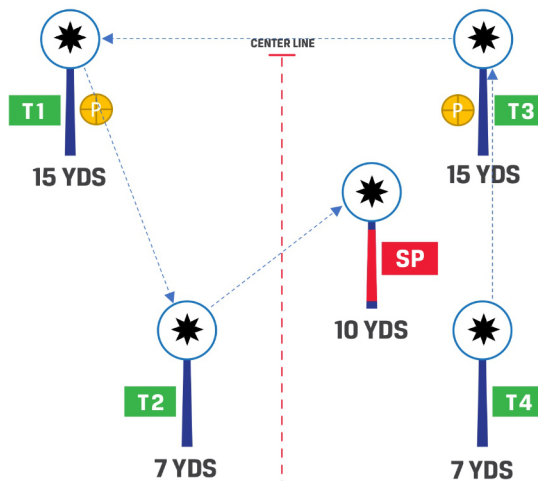 CENTER LINE
T1
P
P
T3
15 YDS
15 YDS
SP
10 YDS
T2
T4
7 YDS
7 YDS